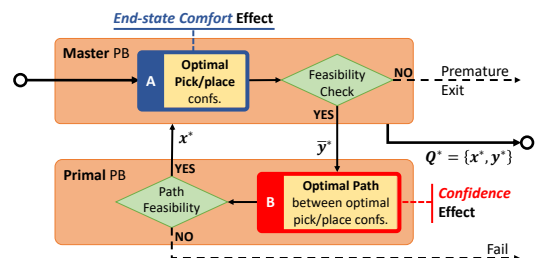 End-state Comfort Effect
Master PB
A
Optimal
Pick/place
confs.
Feasibility
Check
NO
Premature
Exit
YES
x*
ȳ*
Q* = {x*, y*}
YES
Primal PB
Path
Feasibility
B
Optimal Path
between optimal
pick/place confs.
Confidence
Effect
NO
Fail